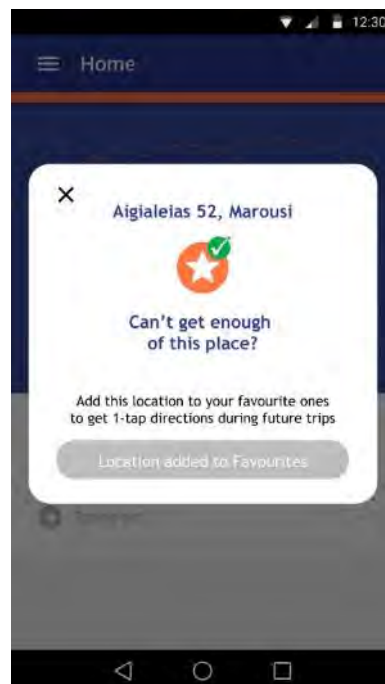 12:30
Home
Aigialeias 52, Marousi
Can't get enough
of this place?
Add this location to your favourite ones
to get 1-tap directions during future trips
Location added to Favourites